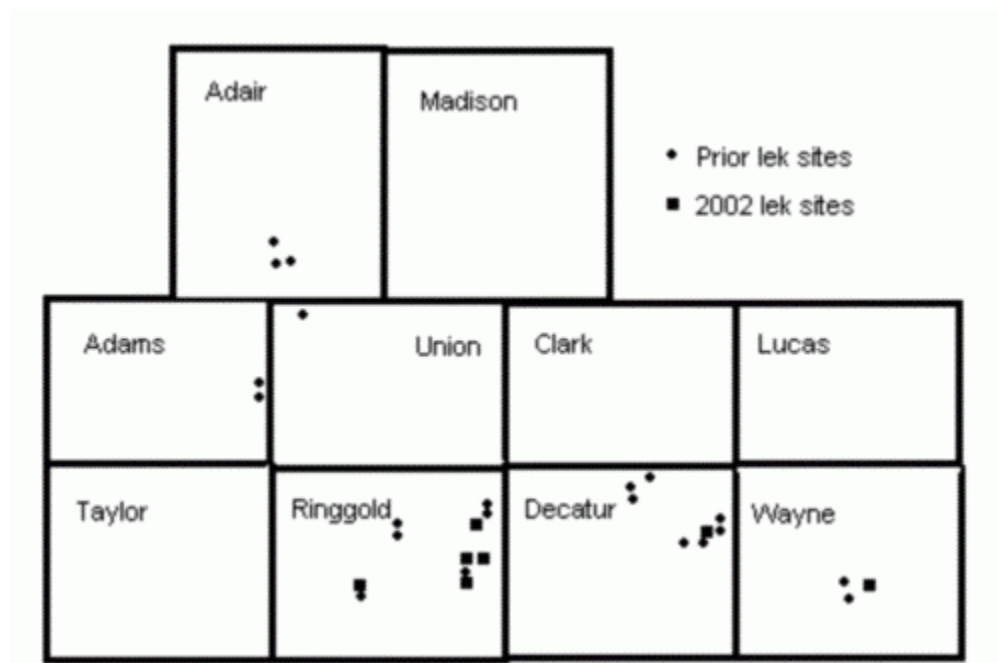 Adair
Madison
Prior lek sites
2002 lek sites
Adams
Union
Clark
Lucas
Taylor
Ringgold
Decatur
Wayne